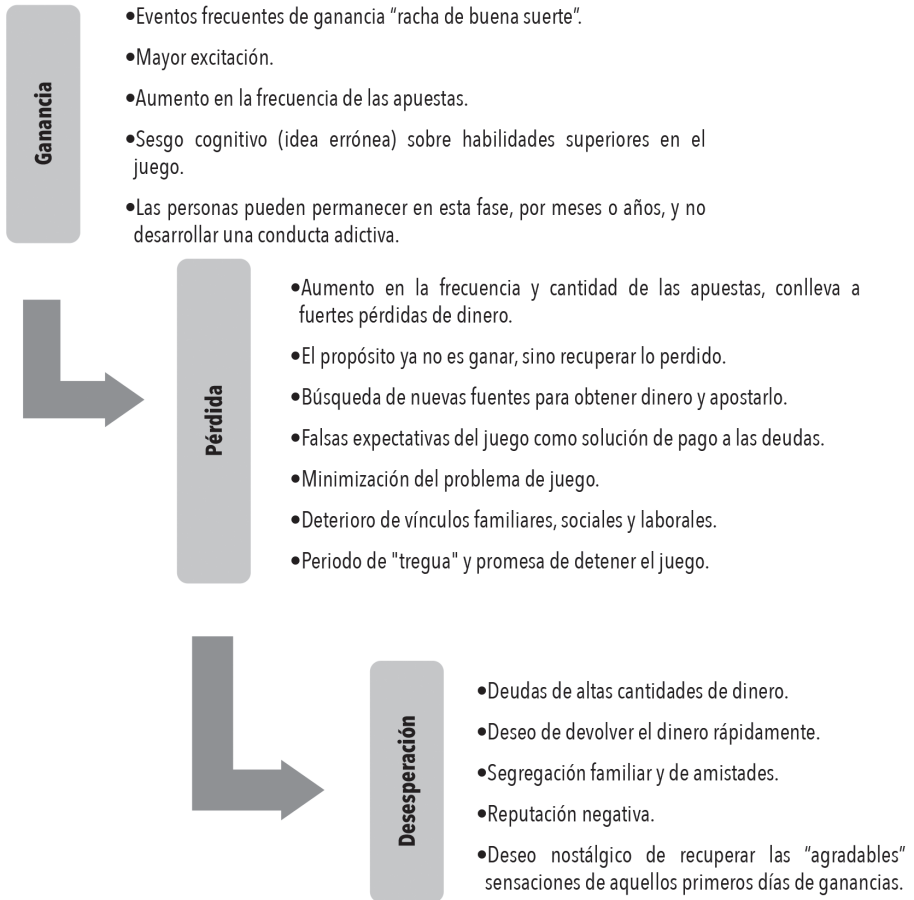 Ganancia
•Eventos frecuentes de ganancia “racha de buena suerte”.
•Mayor excitación.
•Aumento en la frecuencia de las apuestas.
•Sesgo cognitivo (idea errónea) sobre habilidades superiores en el
juego.
•Las personas pueden permanecer en esta fase, por meses o años, y no
desarrollar una conducta adictiva.
Pérdida
•Aumento en la frecuencia y cantidad de las apuestas, conlleva a
fuertes pérdidas de dinero.
•El propósito ya no es ganar, sino recuperar lo perdido.
•Búsqueda de nuevas fuentes para obtener dinero y apostarlo.
•Falsas expectativas del juego como solución de pago a las deudas.
•Minimización del problema de juego.
•Deterioro de vínculos familiares, sociales y laborales.
•Periodo de "tregua" y promesa de detener el juego.
Desesperación
•Deudas de altas cantidades de dinero.
•Deseo de devolver el dinero rápidamente.
•Segregación familiar y de amistades.
•Reputación negativa.
•Deseo nostálgico de recuperar las “agradables”
sensaciones de aquellos primeros días de ganancias.